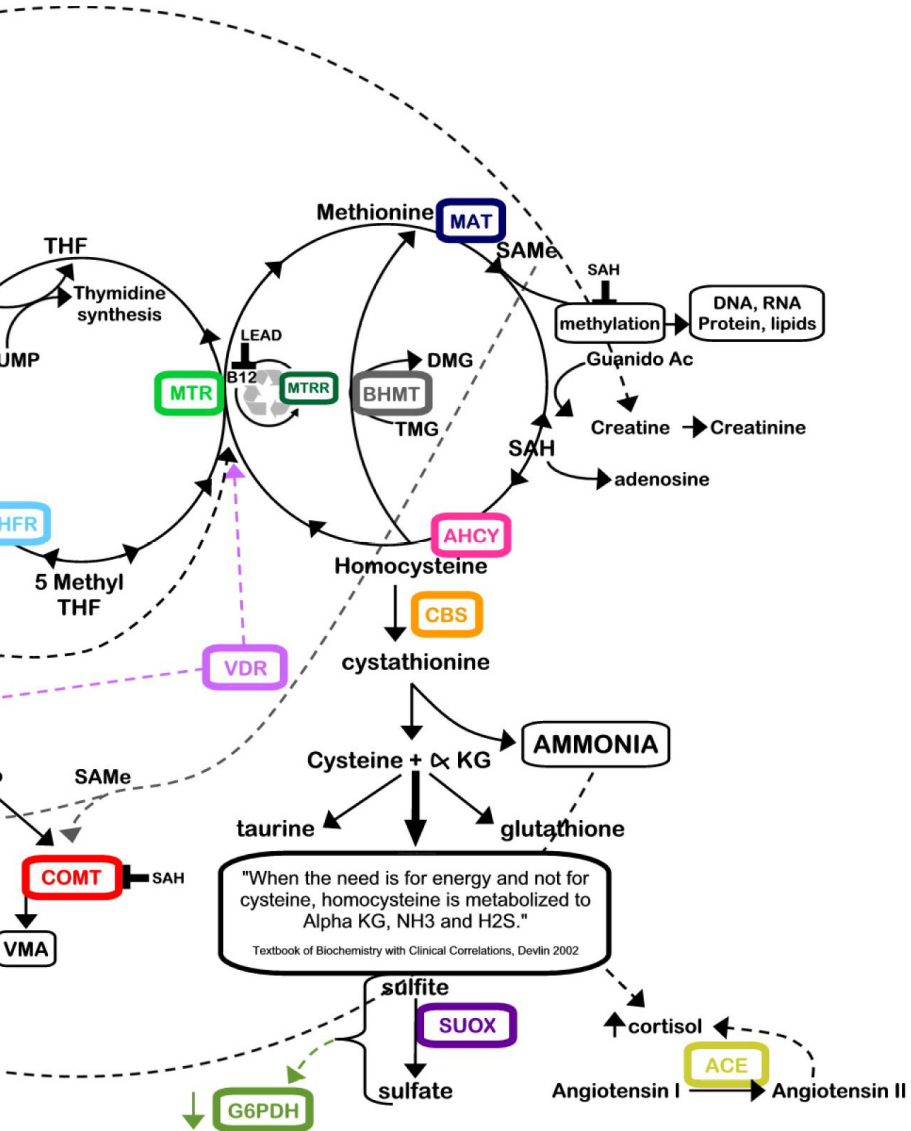 Methionine
MAT
SAMe
THF
Thymidine
synthesis
UMP
SAH
methylation
DNA, RNA
Protein, lipids
LEAD
B12
MTRR
MTR
BHMT
DMG
TMG
Guanido Ac
Creatine
Creatinine
SAH
adenosine
HFR
5 Methyl
THF
AHCY
Homocysteine
CBS
cystathionine
VDR
AMMONIA
Cysteine + ∝ KG
SAMe
taurine
glutathione
COMT
SAH
VMA
"When the need is for energy and not for
cysteine, homocysteine is metabolized to
Alpha KG, NH3 and H2S."
Textbook of Biochemistry with Clinical Correlations, Devlin 2002
sulfite
SUOX
sulfate
G6PDH
cortisol
ACE
Angiotensin I
Angiotensin II